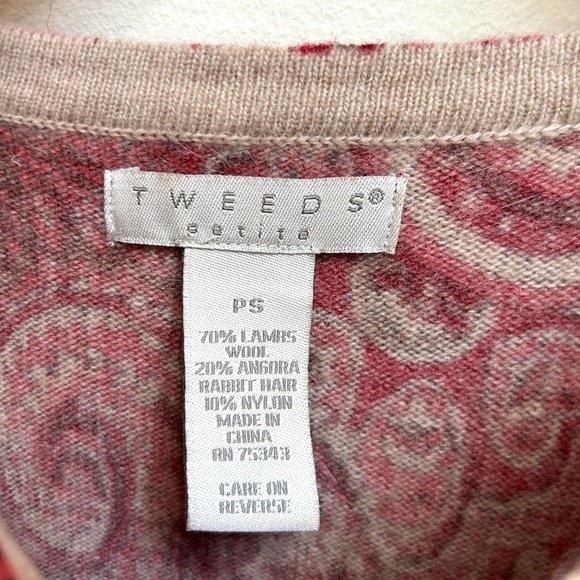 TWEEDS®
petite
PS
70% LAMBS
WOOL
20% ANGORA
RABBIT HAIR
10% NYLON
MADE IN
CHINA
RN 75343
CARE ON
REVERSE